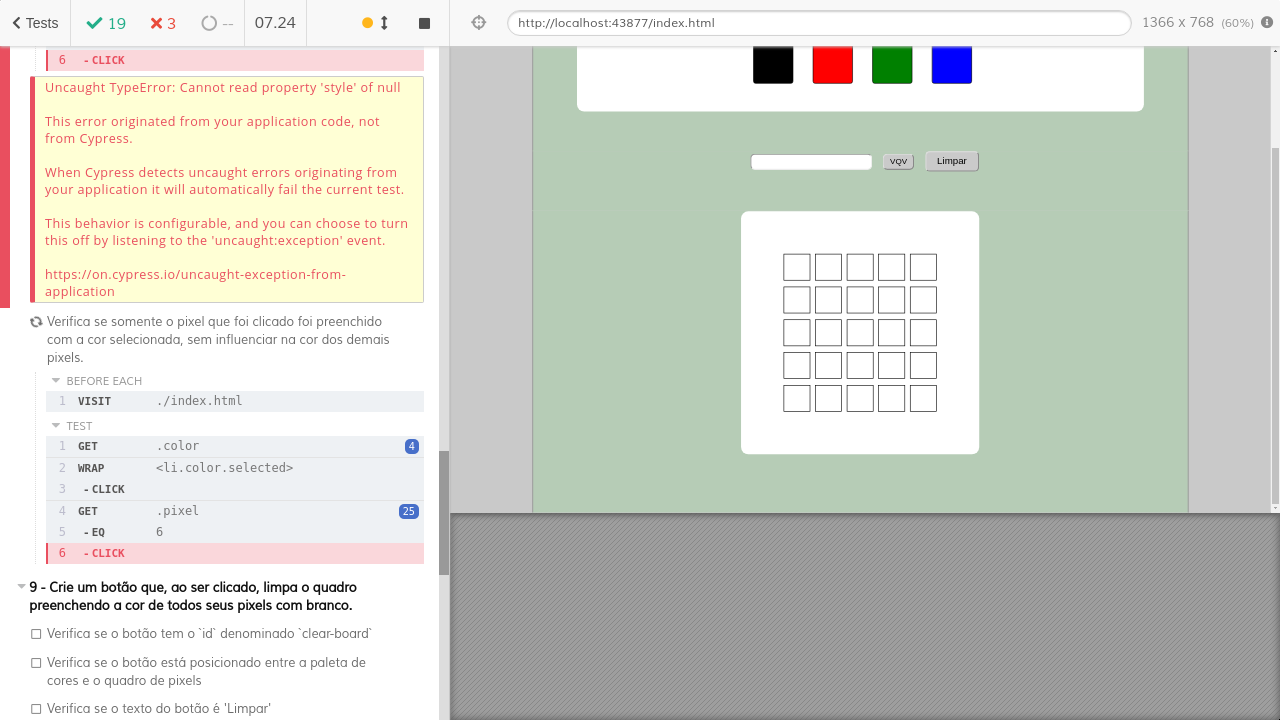 Tests
19
3
--
07.24
http://localhost:43877/index.html
1366 x 768 (60%)
6 - CLICK
Uncaught TypeError: Cannot read property 'style' of null
This error originated from your application code, not
from Cypress.
When Cypress detects uncaught errors originating from
your application it will automatically fail the current test.
This behavior is configurable, and you can choose to turn
this off by listening to the 'uncaught:exception' event.
https://on.cypress.io/uncaught-exception-from-
application
Verifica se somente o pixel que foi clicado foi preenchido
com a cor selecionada, sem influenciar na cor dos demais
pixels.
BEFORE EACH
1 VISIT ./index.html
TEST
1 GET .color 4
2 WRAP <li.color.selected>
3 - CLICK
4 GET .pixel 25
5 - EQ 6
6 - CLICK
9 - Crie um botão que, ao ser clicado, limpa o quadro
preenchendo a cor de todos seus pixels com branco.
Verifica se o botão tem o `id` denominado `clear-board`
Verifica se o botão está posicionado entre a paleta de
cores e o quadro de pixels
Verifica se o texto do botão é 'Limpar'
VQV
Limpar